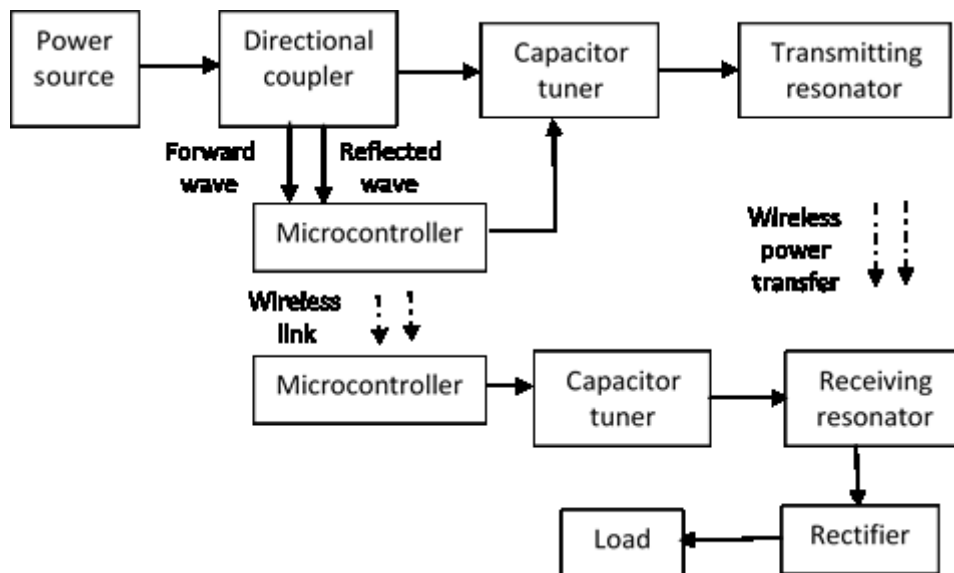 Power
source
Directional
coupler
Capacitor
tuner
Transmitting
resonator
Forward
wave
Reflected
wave
Microcontroller
Wireless
power
transfer
Wireless
link
Microcontroller
Capacitor
tuner
Receiving
resonator
Load
Rectifier